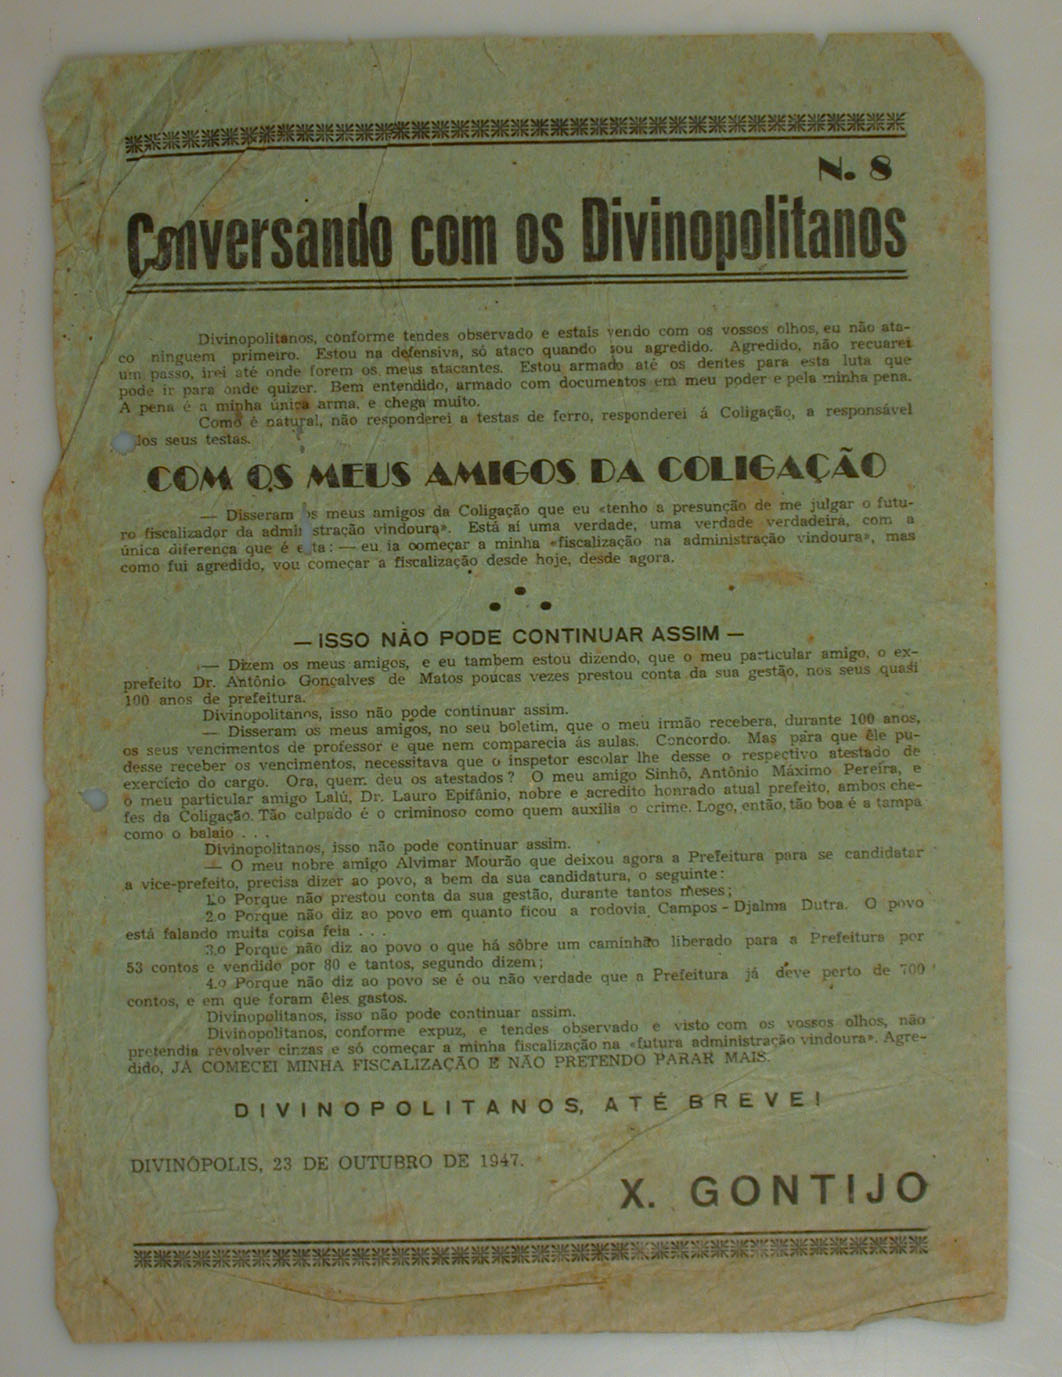 N. 8
Conversando com os Divinopolitanos
Divinopolitanos, conforme tendes observado e estais vendo com os vossos olhos, eu não ata-
co ninguem primeiro. Estou na defensiva, só ataco quando sou agredido. Agredido, não recuarei
um passo, irei até onde forem os meus atacantes. Estou armado até os dentes para esta luta que
pode ir para onde quizer. Bem entendido, armado com documentos em meu poder e pela minha pena.
A pena é a minha única arma. e chega muito.
Como é natural, não responderei a testas de ferro, responderei á Coligação, a responsável
los seus testas.
COM OS MEUS AMIGOS DA COLIGAÇÃO
— Disseram os meus amigos da Coligação que eu «tenho a presunção de me julgar o futu-
ro fiscalizador da admi stração vindoura». Está aí uma verdade, uma verdade verdadeira, com a
única diferença que é e ta: — eu ia começar a minha «fiscalização na administração vindoura», mas
como fui agredido, vou começar a fiscalização desde hoje, desde agora.
— ISSO NÃO PODE CONTINUAR ASSIM —
— Dizem os meus amigos, e eu tambem estou dizendo, que o meu particular amigo, o ex-
prefeito Dr. Antônio Gonçalves de Matos poucas vezes prestou conta da sua gestão, nos seus quasi
100 anos de prefeitura.
Divinopolitanos, isso não pode continuar assim.
— Disseram os meus amigos, no seu boletim, que o meu irmão recebera, durante 100 anos,
os seus vencimentos de professor e que nem comparecia ás aulas. Concordo. Mas para que êle pu-
desse receber os vencimentos, necessitava que o inspetor escolar lhe desse o respectivo atestado de
exercício do cargo. Ora, quem deu os atestados? O meu amigo Sinhô, Antônio Máximo Pereira, e
o meu particular amigo Lalú, Dr. Lauro Epifânio, nobre e acredito honrado atual prefeito, ambos che-
fes da Coligação. Tão culpado é o criminoso como quem auxilia o crime. Logo, então, tão boa é a tampa
como o balaio . . .
Divinopolitanos, isso não pode continuar assim.
— O meu nobre amigo Alvimar Mourão que deixou agora a Prefeitura para se candidatar
a vice-prefeito, precisa dizer ao povo, a bem da sua candidatura, o seguinte:
1.o Porque não prestou conta da sua gestão, durante tantos meses;
2.o Porque não diz ao povo em quanto ficou a rodovia Campos - Djalma Dutra. O povo
está falando muita coisa feia . . .
3.o Porque não diz ao povo o que há sôbre um caminhão liberado para a Prefeitura por
53 contos e vendido por 80 e tantos, segundo dizem;
4.o Porque não diz ao povo se é ou não verdade que a Prefeitura já deve perto de 700
contos, e em que foram êles gastos.
Divinopolitanos, isso não pode continuar assim.
Divinopolitanos, conforme expuz, e tendes observado e visto com os vossos olhos, não
pretendia revolver cinzas e só começar a minha fiscalização na «futura administração vindoura». Agre-
dido, JÁ COMECEI MINHA FISCALIZAÇÃO E NÃO PRETENDO PARAR MAIS.
DIVINOPOLITANOS, ATÉ BREVE!
DIVINÓPOLIS, 23 DE OUTUBRO DE 1947.
X. GONTIJO